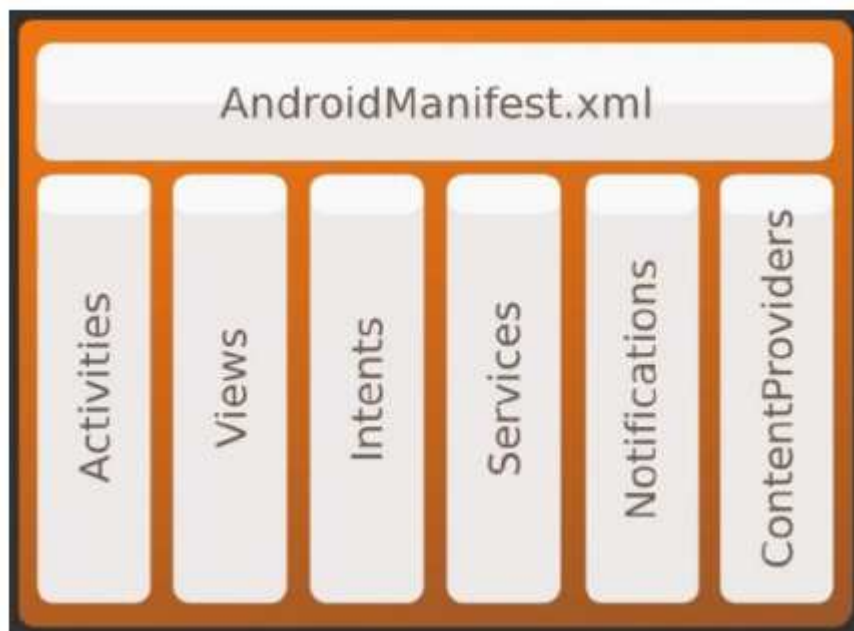 AndroidManifest.xml
Activities
Views
Intents
Services
Notifications
ContentProviders